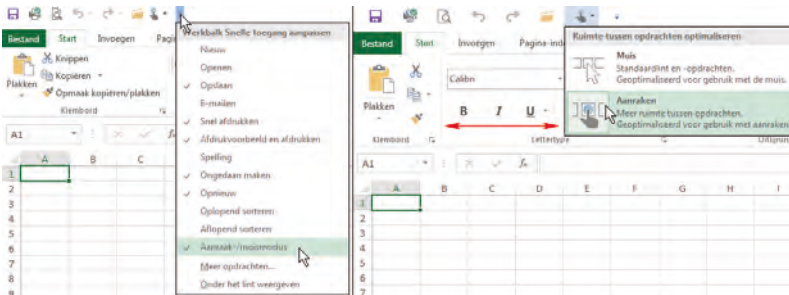 Bestand Start Invoegen Pagi
Knippen
Kopiëren
Plakken
Opmaak kopiëren/plakken
Klembord
A1
A B C
1
2
3
4
5
6
7
8
9
Werkbalk Snelle toegang aanpassen
Nieuw
Openen
Opslaan
E-mailen
Snel afdrukken
Afdrukvoorbeeld en afdrukken
Spelling
Ongedaan maken
Opnieuw
Oplopend sorteren
Aflopend sorteren
Aanraak-/muismodus
Meer opdrachten...
Onder het lint weergeven
Bestand Start Invoegen Pagina-ind
Plakken
Calibri
B I U
Klembord
Lettertype
Uitlijning
A1
fx
A B C D E F G H I
1
2
3
4
5
6
7
Ruimte tussen opdrachten optimaliseren
Muis
Standaardlint en -opdrachten.
Geoptimaliseerd voor gebruik met de muis.
Aanraken
Meer ruimte tussen opdrachten.
Geoptimaliseerd voor gebruik met aanraken